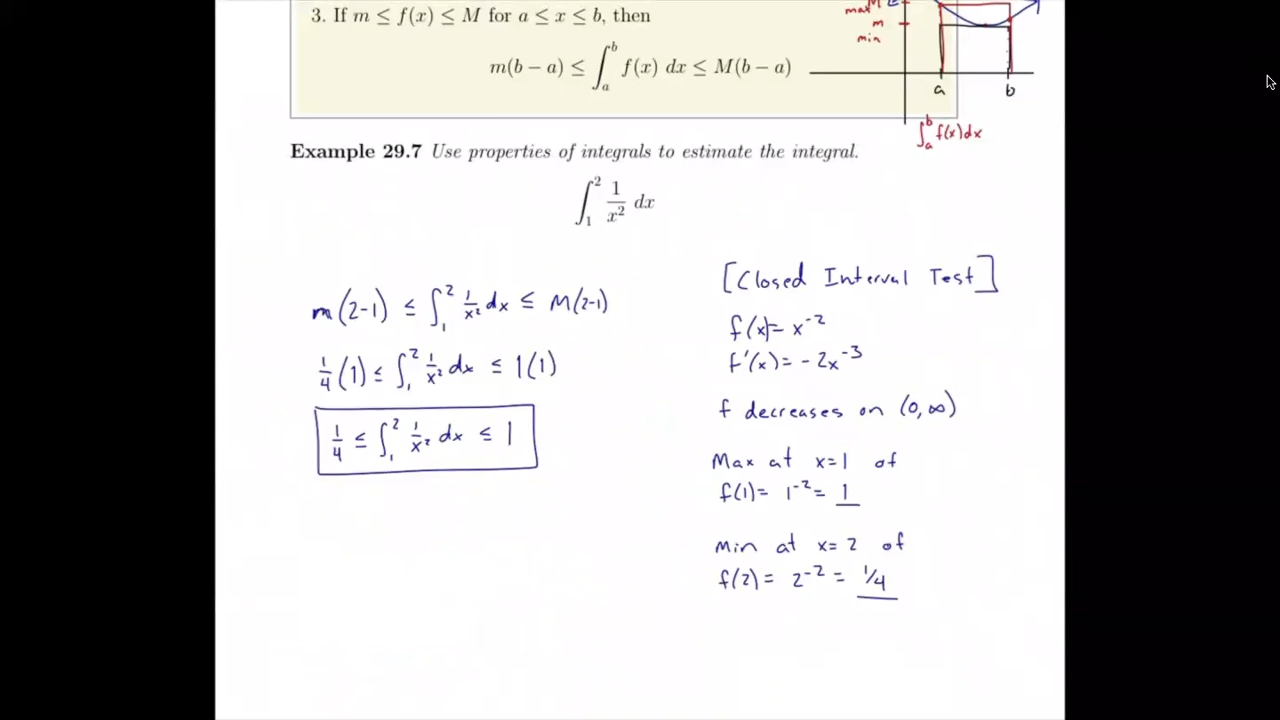 3. If m ≤ f(x) ≤ M for a ≤ x ≤ b, then
m(b − a) ≤ ∫_a^b f(x) dx ≤ M(b − a)
max M
m
min
a b
∫_a^b f(x)dx
Example 29.7 Use properties of integrals to estimate the integral.
∫_1^2 1/x² dx
m(2-1) ≤ ∫_1^2 1/x² dx ≤ M(2-1)
1/4 (1) ≤ ∫_1^2 1/x² dx ≤ 1(1)
1/4 ≤ ∫_1^2 1/x² dx ≤ 1
[Closed Interval Test]
f(x)= x⁻²
f'(x)= -2x⁻³
f decreases on (0,∞)
Max at x=1 of
f(1)= 1⁻²= 1
Min at x=2 of
f(2)= 2⁻² = 1/4